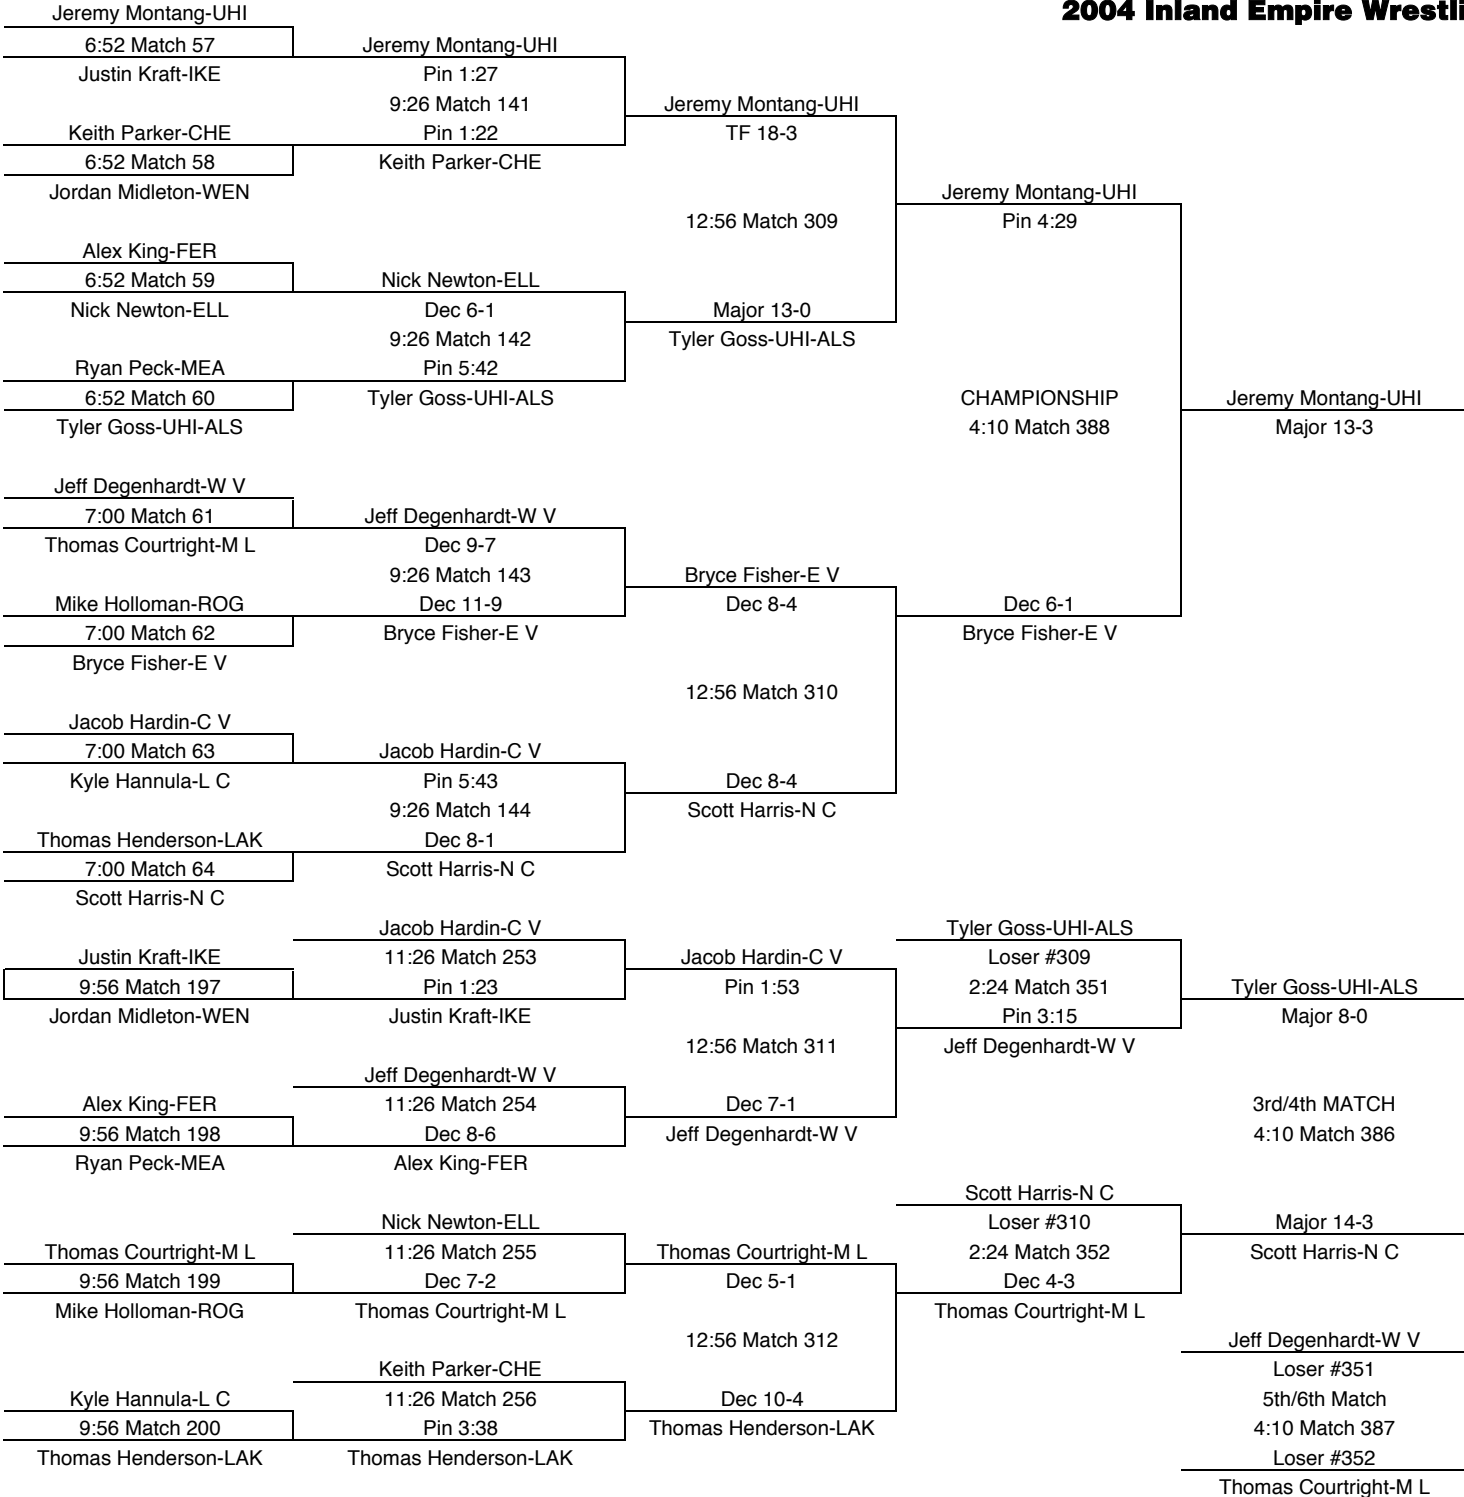 2004 Inland Empire Wrestli
Jeremy Montang-UHI
6:52 Match 57
Justin Kraft-IKE
Keith Parker-CHE
6:52 Match 58
Jordan Midleton-WEN
Alex King-FER
6:52 Match 59
Nick Newton-ELL
Ryan Peck-MEA
6:52 Match 60
Tyler Goss-UHI-ALS
Jeff Degenhardt-W V
7:00 Match 61
Thomas Courtright-M L
Mike Holloman-ROG
7:00 Match 62
Bryce Fisher-E V
Jacob Hardin-C V
7:00 Match 63
Kyle Hannula-L C
Thomas Henderson-LAK
7:00 Match 64
Scott Harris-N C
Jeremy Montang-UHI
Pin 1:27
9:26 Match 141
Pin 1:22
Keith Parker-CHE
Nick Newton-ELL
Dec 6-1
9:26 Match 142
Pin 5:42
Tyler Goss-UHI-ALS
Jeff Degenhardt-W V
Dec 9-7
9:26 Match 143
Dec 11-9
Bryce Fisher-E V
Jacob Hardin-C V
Pin 5:43
9:26 Match 144
Dec 8-1
Scott Harris-N C
Jeremy Montang-UHI
TF 18-3
12:56 Match 309
Major 13-0
Tyler Goss-UHI-ALS
Bryce Fisher-E V
Dec 8-4
12:56 Match 310
Dec 8-4
Scott Harris-N C
Jeremy Montang-UHI
Pin 4:29
CHAMPIONSHIP
4:10 Match 388
Dec 6-1
Bryce Fisher-E V
Jeremy Montang-UHI
Major 13-3
Justin Kraft-IKE
9:56 Match 197
Jordan Midleton-WEN
Alex King-FER
9:56 Match 198
Ryan Peck-MEA
Thomas Courtright-M L
9:56 Match 199
Mike Holloman-ROG
Kyle Hannula-L C
9:56 Match 200
Thomas Henderson-LAK
Jacob Hardin-C V
11:26 Match 253
Pin 1:23
Justin Kraft-IKE
Jeff Degenhardt-W V
11:26 Match 254
Dec 8-6
Alex King-FER
Nick Newton-ELL
11:26 Match 255
Dec 7-2
Thomas Courtright-M L
Keith Parker-CHE
11:26 Match 256
Pin 3:38
Thomas Henderson-LAK
Jacob Hardin-C V
Pin 1:53
12:56 Match 311
Dec 7-1
Jeff Degenhardt-W V
Thomas Courtright-M L
Dec 5-1
12:56 Match 312
Dec 10-4
Thomas Henderson-LAK
Tyler Goss-UHI-ALS
Loser #309
2:24 Match 351
Pin 3:15
Jeff Degenhardt-W V
Scott Harris-N C
Loser #310
2:24 Match 352
Dec 4-3
Thomas Courtright-M L
Tyler Goss-UHI-ALS
Major 8-0
3rd/4th MATCH
4:10 Match 386
Major 14-3
Scott Harris-N C
Jeff Degenhardt-W V
Loser #351
5th/6th Match
4:10 Match 387
Loser #352
Thomas Courtright-M L